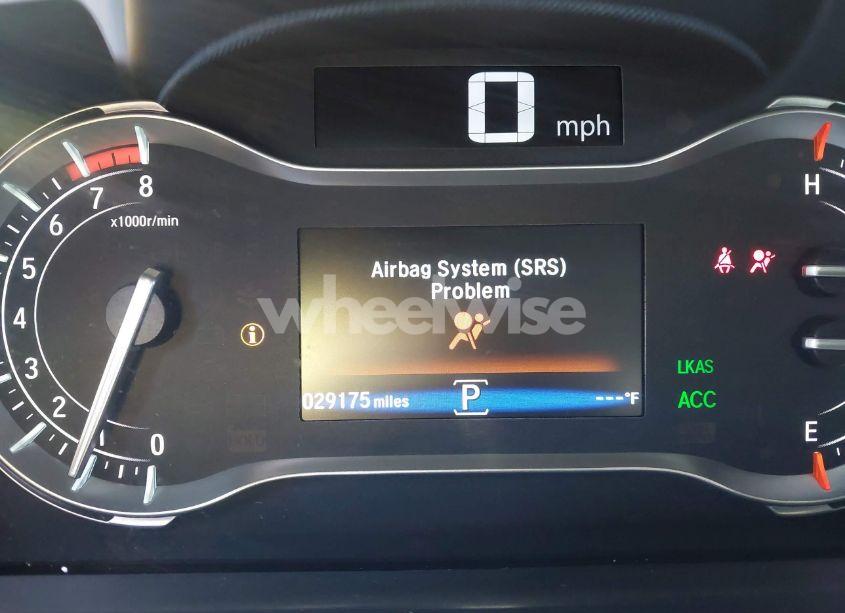 0 mph
8
7
6
x1000r/min
5
4
3
2
1
0
Airbag System (SRS)
Problem
wheelwise
i
029175 miles
P
---°F
H
LKAS
ACC
E